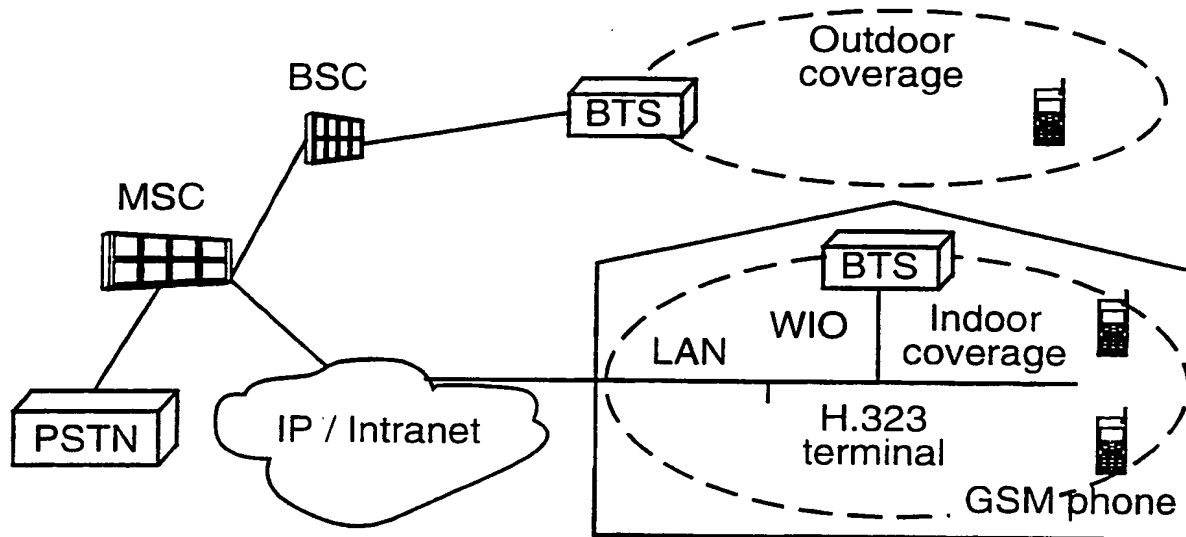 Outdoor
coverage
BSC
BTS
MSC
BTS
WIO
Indoor
coverage
LAN
PSTN
IP / Intranet
H.323
terminal
GSM phone